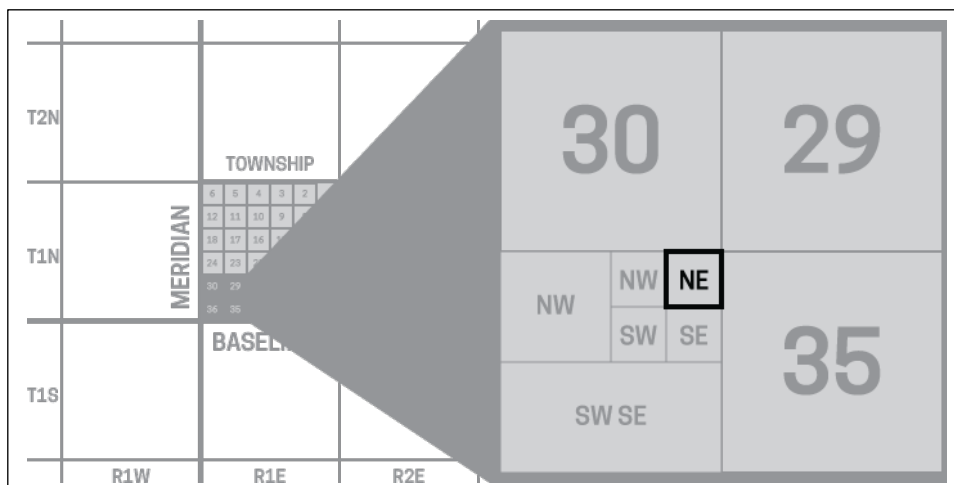 T2N
TOWNSHIP
6 5 4 3 2
12 11 10 9
18 17 16
24 23
30 29
36 35
T1N
MERIDIAN
BASELI
T1S
R1W R1E R2E
30 29
NW NW NE
SW SE
35
SW SE